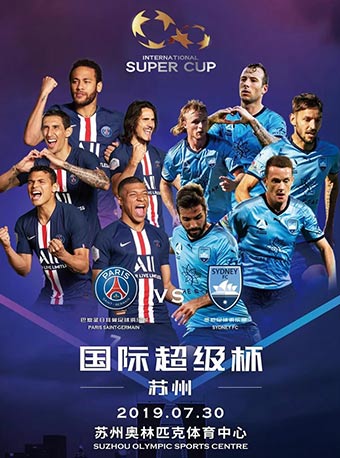 INTERNATIONAL
SUPER CUP
PARIS
VS
SYDNEY
PARIS SAINT-GERMAIN
SYDNEY FC
国际超级杯
苏州
2019.07.30
苏州奥林匹克体育中心
SUZHOU OLYMPIC SPORTS CENTRE